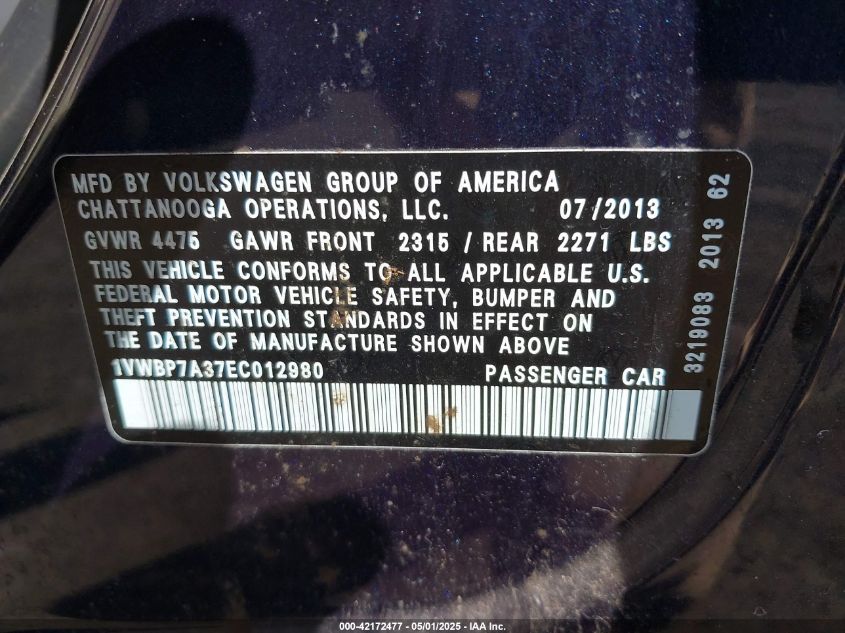 MFD BY VOLKSWAGEN GROUP OF AMERICA
CHATTANOOGA OPERATIONS, LLC. 07/2013
GVWR 4475 GAWR FRONT 2315 / REAR 2271 LBS
THIS VEHICLE CONFORMS TO ALL APPLICABLE U.S.
FEDERAL MOTOR VEHICLE SAFETY, BUMPER AND
THEFT PREVENTION STANDARDS IN EFFECT ON
THE DATE OF MANUFACTURE SHOWN ABOVE
1VWBP7A37EC012980 PASSENGER CAR
3219083 2013 62
000-42172477 - 05/01/2025 - IAA Inc.